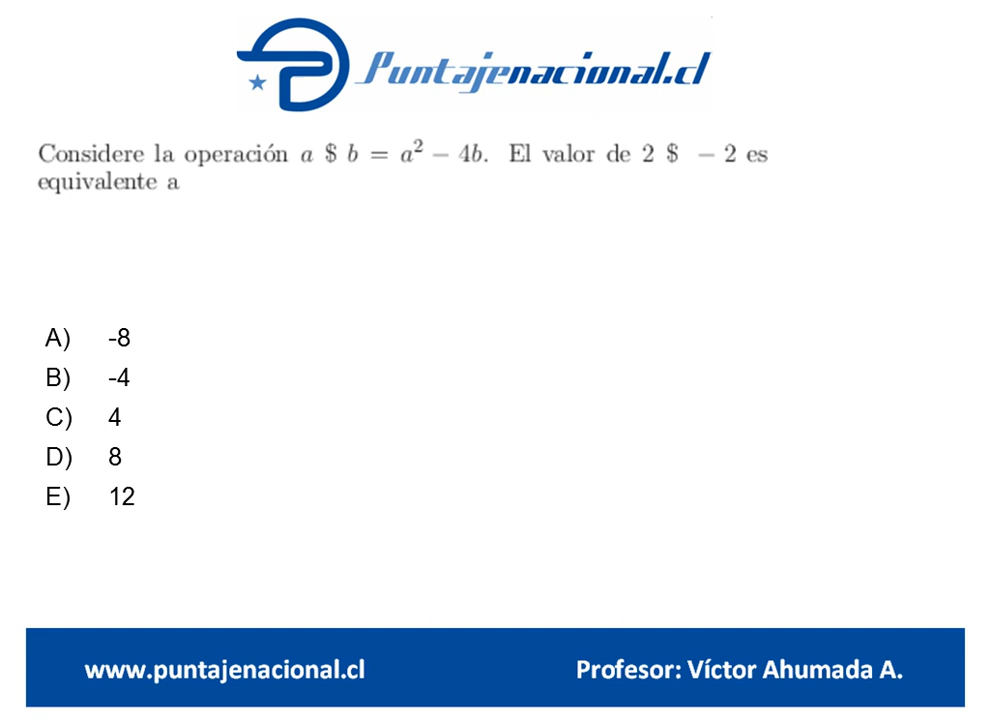 Puntajenacional.cl
Considere la operación a $ b = a² − 4b. El valor de 2 $ − 2 es
equivalente a
A) -8
B) -4
C) 4
D) 8
E) 12
www.puntajenacional.cl Profesor: Víctor Ahumada A.